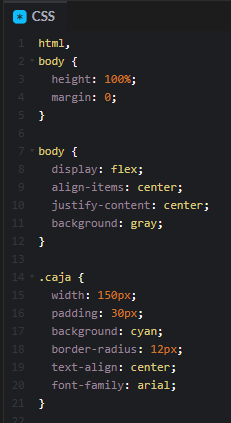 CSS
1 html,
2 body {
3 height: 100%;
4 margin: 0;
5 }
6
7 body {
8 display: flex;
9 align-items: center;
10 justify-content: center;
11 background: gray;
12 }
13
14 .caja {
15 width: 150px;
16 padding: 30px;
17 background: cyan;
18 border-radius: 12px;
19 text-align: center;
20 font-family: arial;
21 }
22